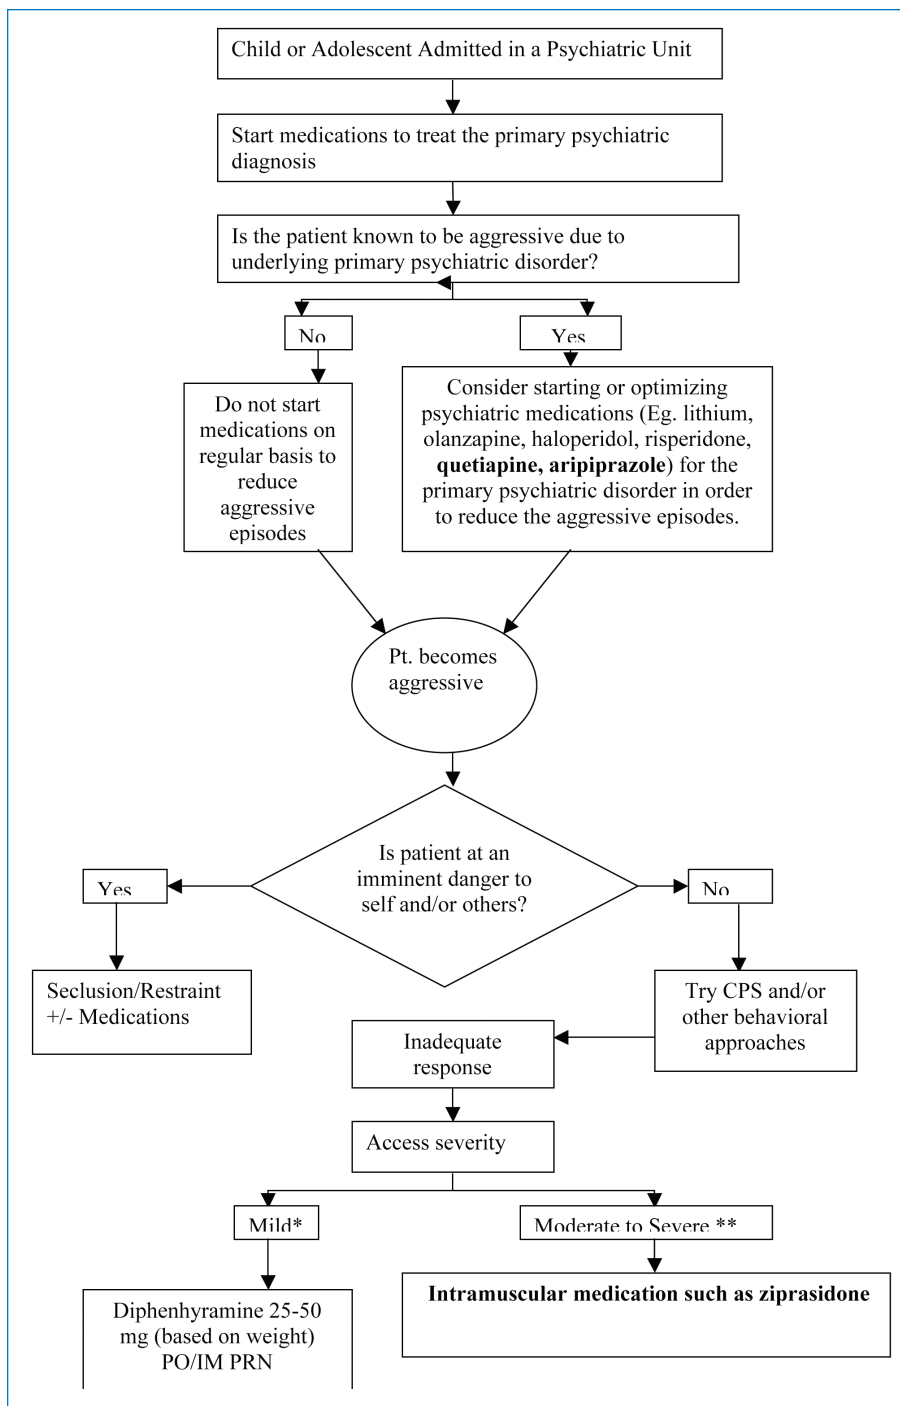 Child or Adolescent Admitted in a Psychiatric Unit
Start medications to treat the primary psychiatric
diagnosis
Is the patient known to be aggressive due to
underlying primary psychiatric disorder?
No
Yes
Do not start
medications on
regular basis to
reduce
aggressive
episodes
Consider starting or optimizing
psychiatric medications (Eg. lithium,
olanzapine, haloperidol, risperidone,
quetiapine, aripiprazole) for the
primary psychiatric disorder in order
to reduce the aggressive episodes.
Pt. becomes
aggressive
Is patient at an
imminent danger to
self and/or others?
Yes
No
Seclusion/Restraint
+/- Medications
Try CPS and/or
other behavioral
approaches
Inadequate
response
Access severity
Mild*
Moderate to Severe **
Diphenhyramine 25-50
mg (based on weight)
PO/IM PRN
Intramuscular medication such as ziprasidone